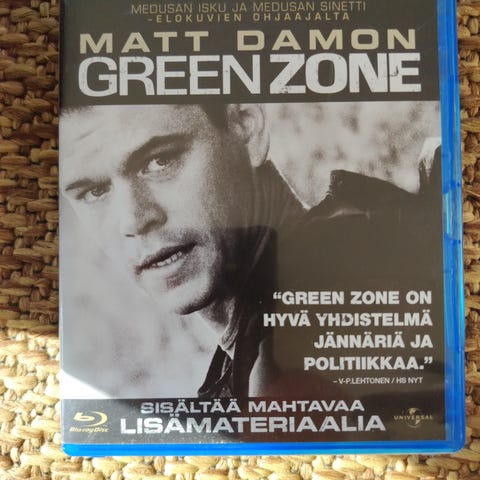 MEDUSAN ISKU JA MEDUSAN SINETTI
-ELOKUVIEN OHJAAJALTA
MATT DAMON
GREEN ZONE
“GREEN ZONE ON
HYVÄ YHDISTELMÄ
JÄNNÄRIÄ JA
POLITIIKKAA.”
– V-P.LEHTONEN / HS NYT
SISÄLTÄÄ MAHTAVAA
LISÄMATERIAALIA
Blu-ray Disc
UNIVERSAL